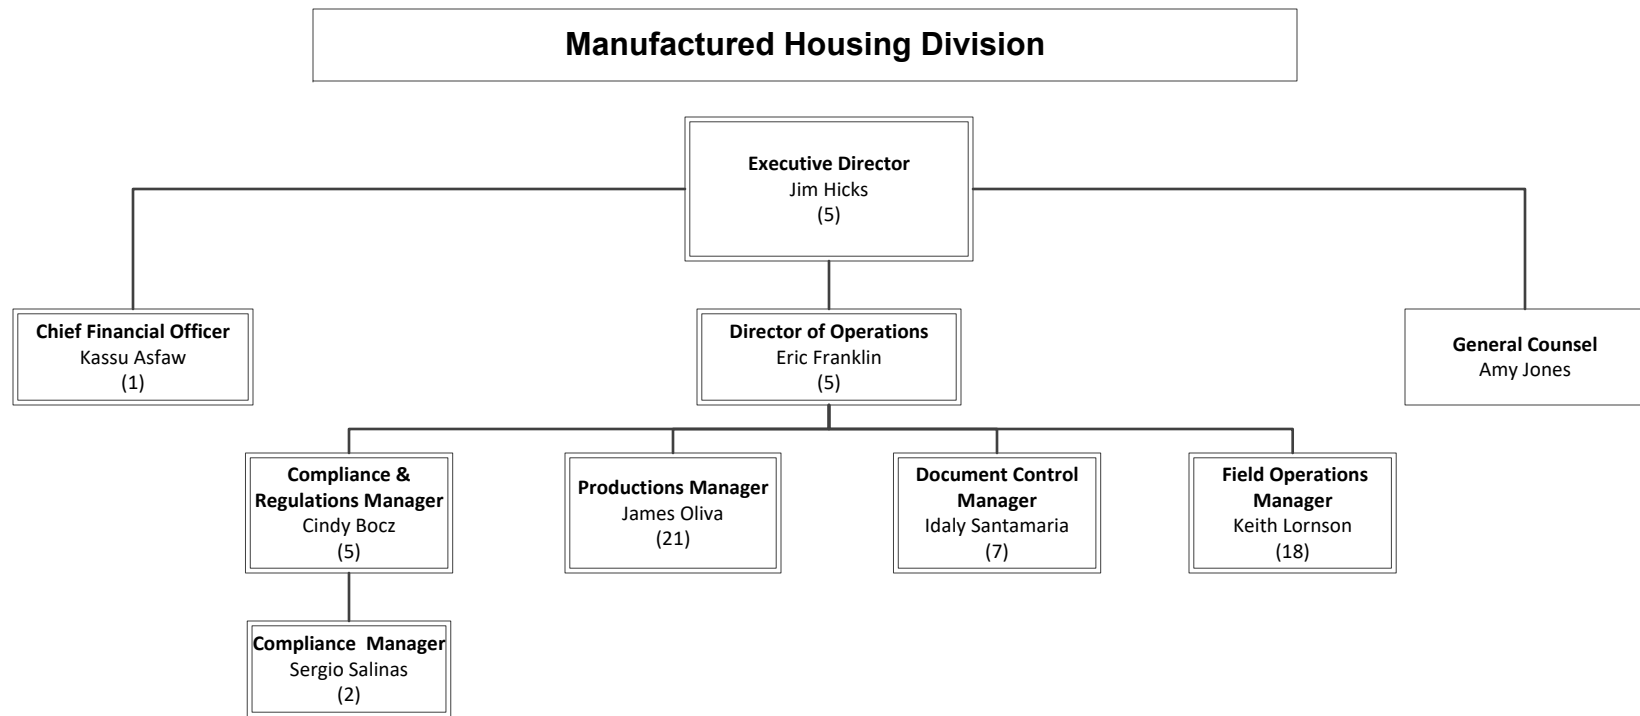 Manufactured Housing Division
Executive Director
Jim Hicks
(5)
Chief Financial Officer
Kassu Asfaw
(1)
Director of Operations
Eric Franklin
(5)
General Counsel
Amy Jones
Compliance &
Regulations Manager
Cindy Bocz
(5)
Productions Manager
James Oliva
(21)
Document Control
Manager
Idaly Santamaria
(7)
Field Operations
Manager
Keith Lornson
(18)
Compliance  Manager
Sergio Salinas
(2)